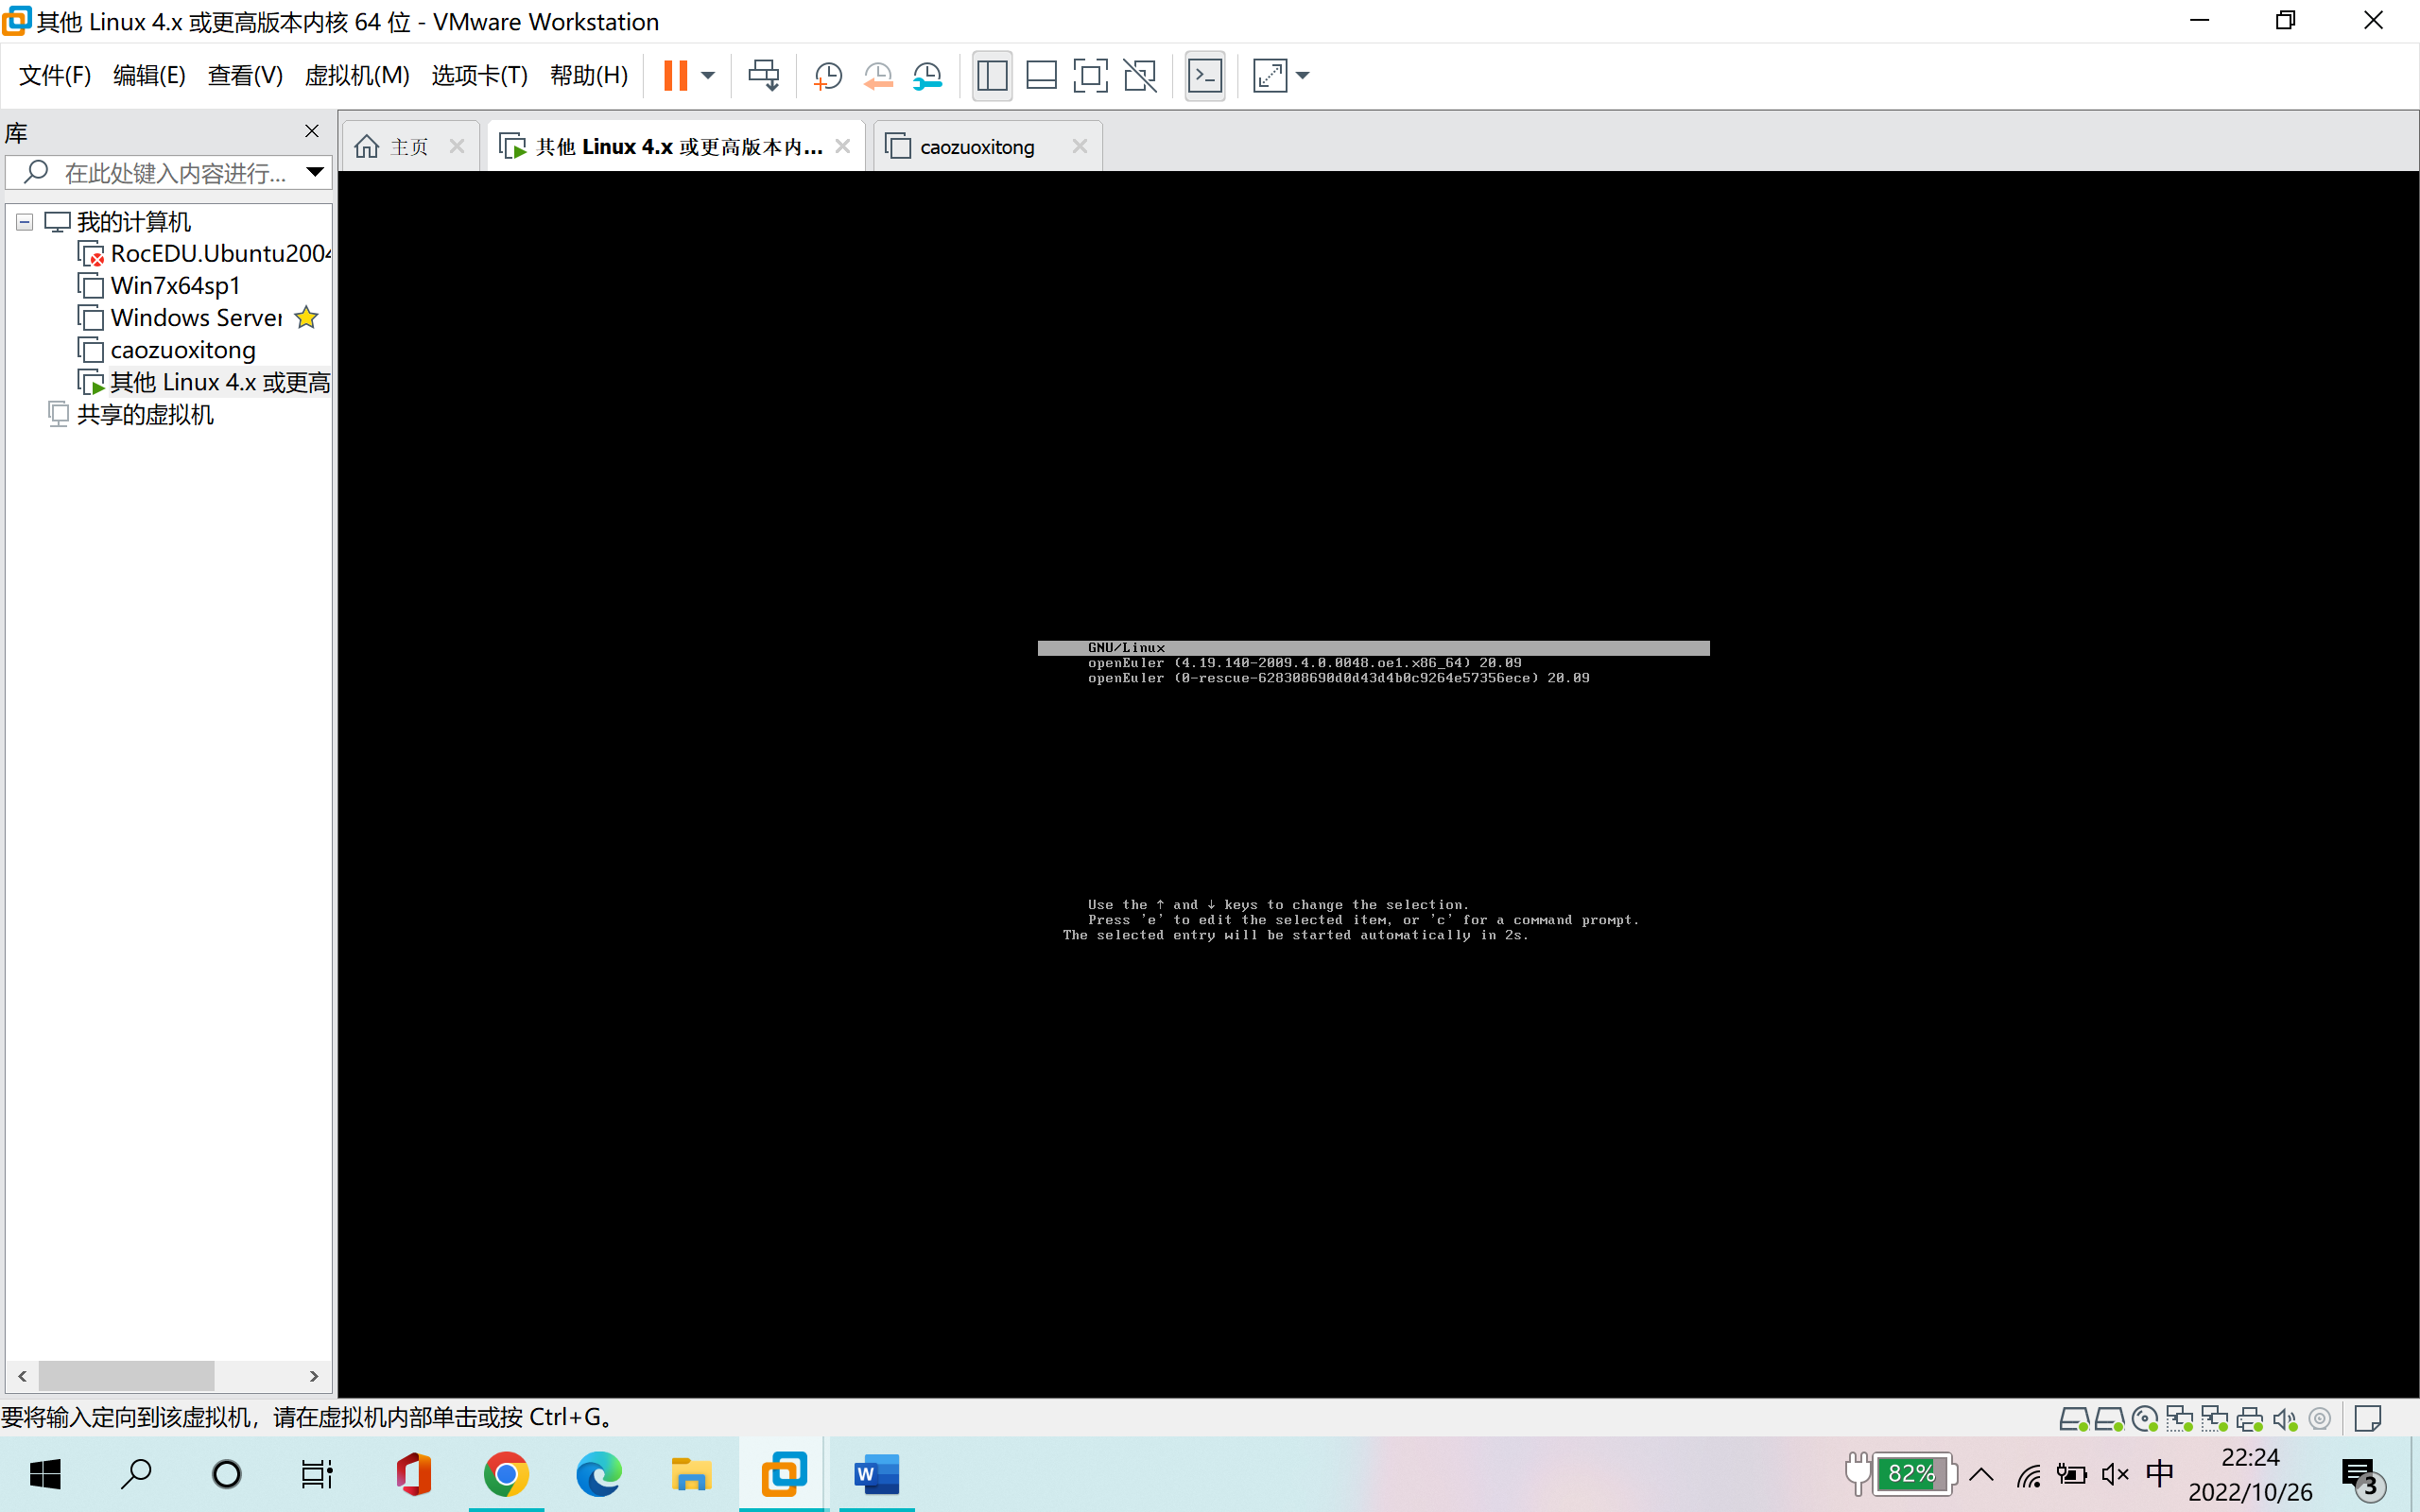 其他 Linux 4.x 或更高版本内核 64 位 - VMware Workstation
文件(F) 编辑(E) 查看(V) 虚拟机(M) 选项卡(T) 帮助(H)
库
在此处键入内容进行...
我的计算机
RocEDU.Ubuntu2004
Win7x64sp1
Windows Server
caozuoxitong
其他 Linux 4.x 或更高
共享的虚拟机
主页
其他 Linux 4.x 或更高版本内...
caozuoxitong
GNU/Linux
openEuler (4.19.140-2009.4.0.0048.oe1.x86_64) 20.09
openEuler (0-rescue-628308690d0d43d4b0c9264e57356ece) 20.09
Use the ↑ and ↓ keys to change the selection.
Press 'e' to edit the selected item, or 'c' for a command prompt.
The selected entry will be started automatically in 2s.
要将输入定向到该虚拟机，请在虚拟机内部单击或按 Ctrl+G。
W
82%
中
22:24
2022/10/26
3